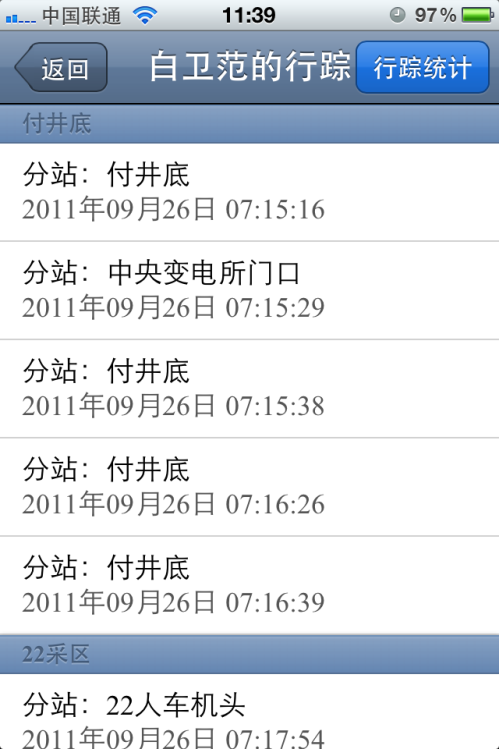 中国联通 11:39 97%
返回 白卫范的行踪 行踪统计
付井底
分站：付井底
2011年09月26日 07:15:16
分站：中央变电所门口
2011年09月26日 07:15:29
分站：付井底
2011年09月26日 07:15:38
分站：付井底
2011年09月26日 07:16:26
分站：付井底
2011年09月26日 07:16:39
22采区
分站：22人车机头
2011年09月26日 07:17:54